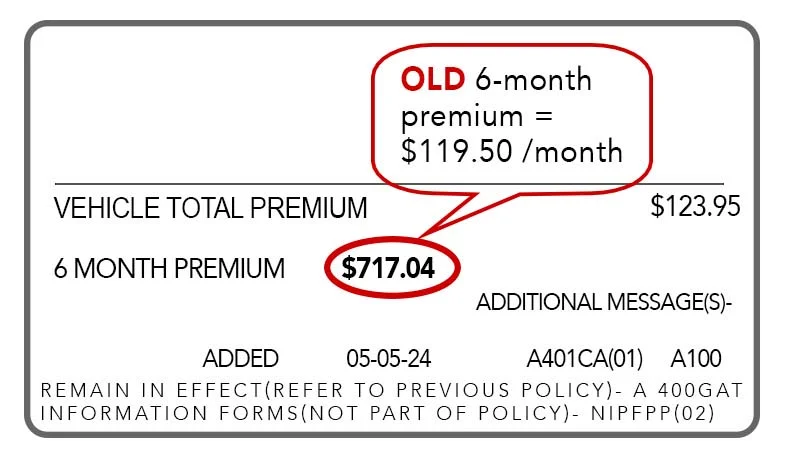 OLD 6-month
premium =
$119.50 /month
VEHICLE TOTAL PREMIUM $123.95
6 MONTH PREMIUM $717.04
ADDITIONAL MESSAGE(S)-
ADDED 05-05-24 A401CA(01) A100
REMAIN IN EFFECT(REFER TO PREVIOUS POLICY)- A 400GAT
INFORMATION FORMS(NOT PART OF POLICY)- NIPFPP(02)